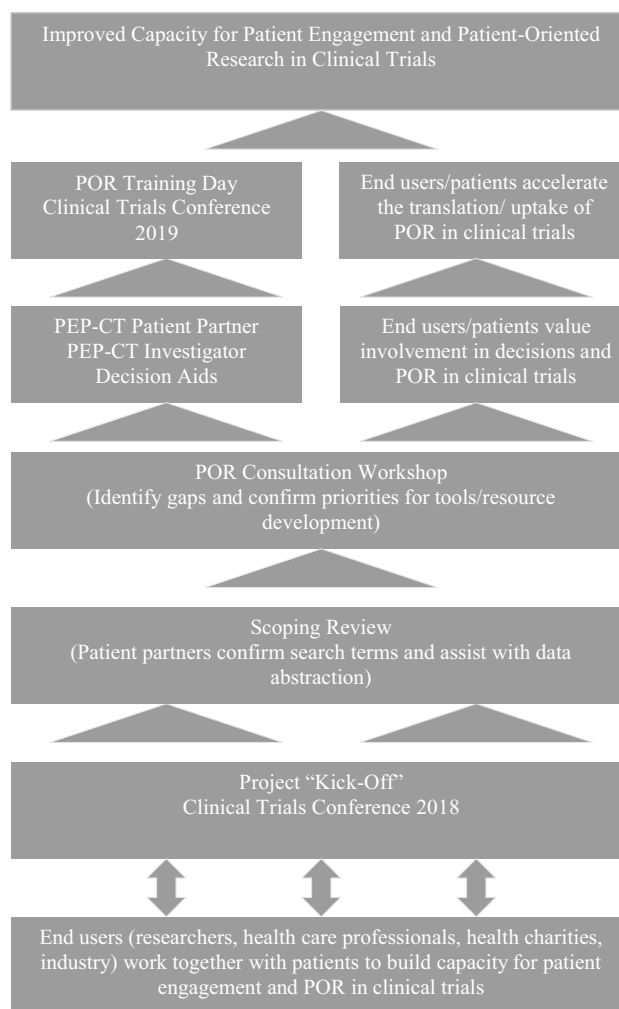 Improved Capacity for Patient Engagement and Patient-Oriented
Research in Clinical Trials
POR Training Day
Clinical Trials Conference
2019
End users/patients accelerate
the translation/ uptake of
POR in clinical trials
PEP-CT Patient Partner
PEP-CT Investigator
Decision Aids
End users/patients value
involvement in decisions and
POR in clinical trials
POR Consultation Workshop
(Identify gaps and confirm priorities for tools/resource
development)
Scoping Review
(Patient partners confirm search terms and assist with data
abstraction)
Project “Kick-Off”
Clinical Trials Conference 2018
End users (researchers, health care professionals, health charities,
industry) work together with patients to build capacity for patient
engagement and POR in clinical trials